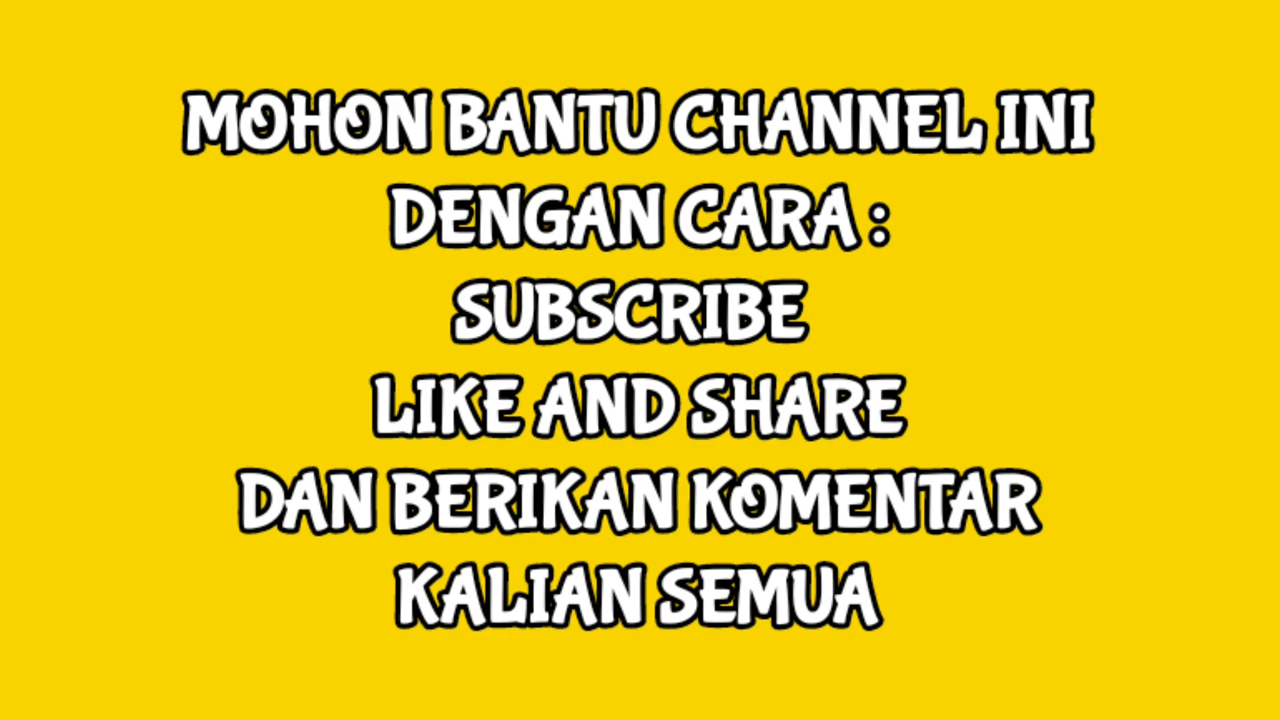 MOHON BANTU CHANNEL INI
DENGAN CARA :
SUBSCRIBE
LIKE AND SHARE
DAN BERIKAN KOMENTAR
KALIAN SEMUA